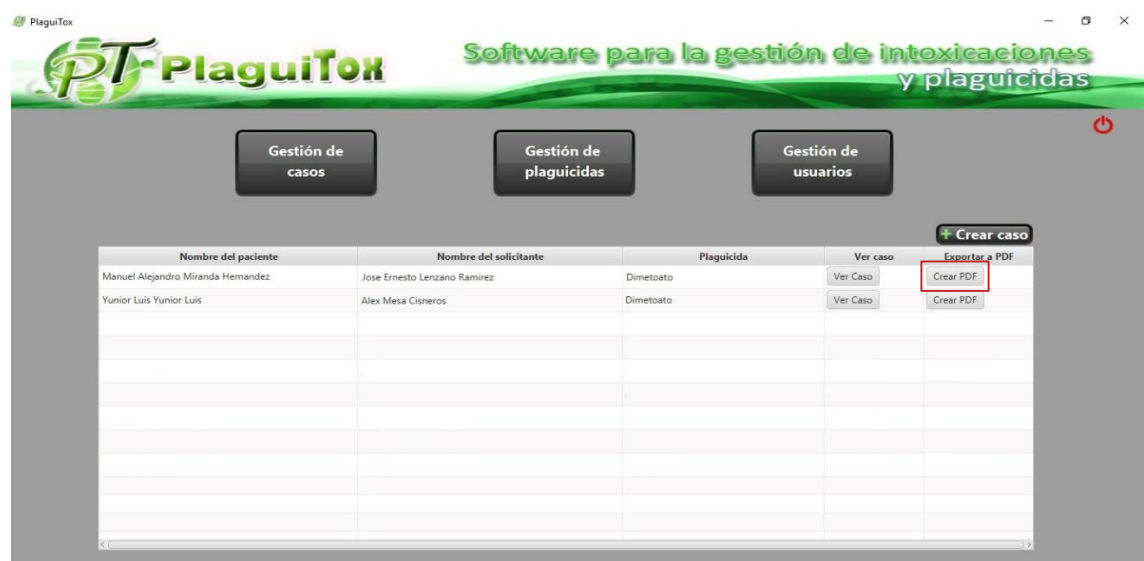 PlaguiTox
PT PlaguiTox
Software para la gestión de intoxicaciones
y plaguicidas
Gestión de
casos
Gestión de
plaguicidas
Gestión de
usuarios
+ Crear caso
Nombre del paciente Nombre del solicitante Plaguicida Ver caso Exportar a PDF
Manuel Alejandro Miranda Hernandez Jose Ernesto Lenzano Ramirez Dimetoato Ver Caso Crear PDF
Yunior Luis Yunior Luis Alex Mesa Cisneros Dimetoato Ver Caso Crear PDF